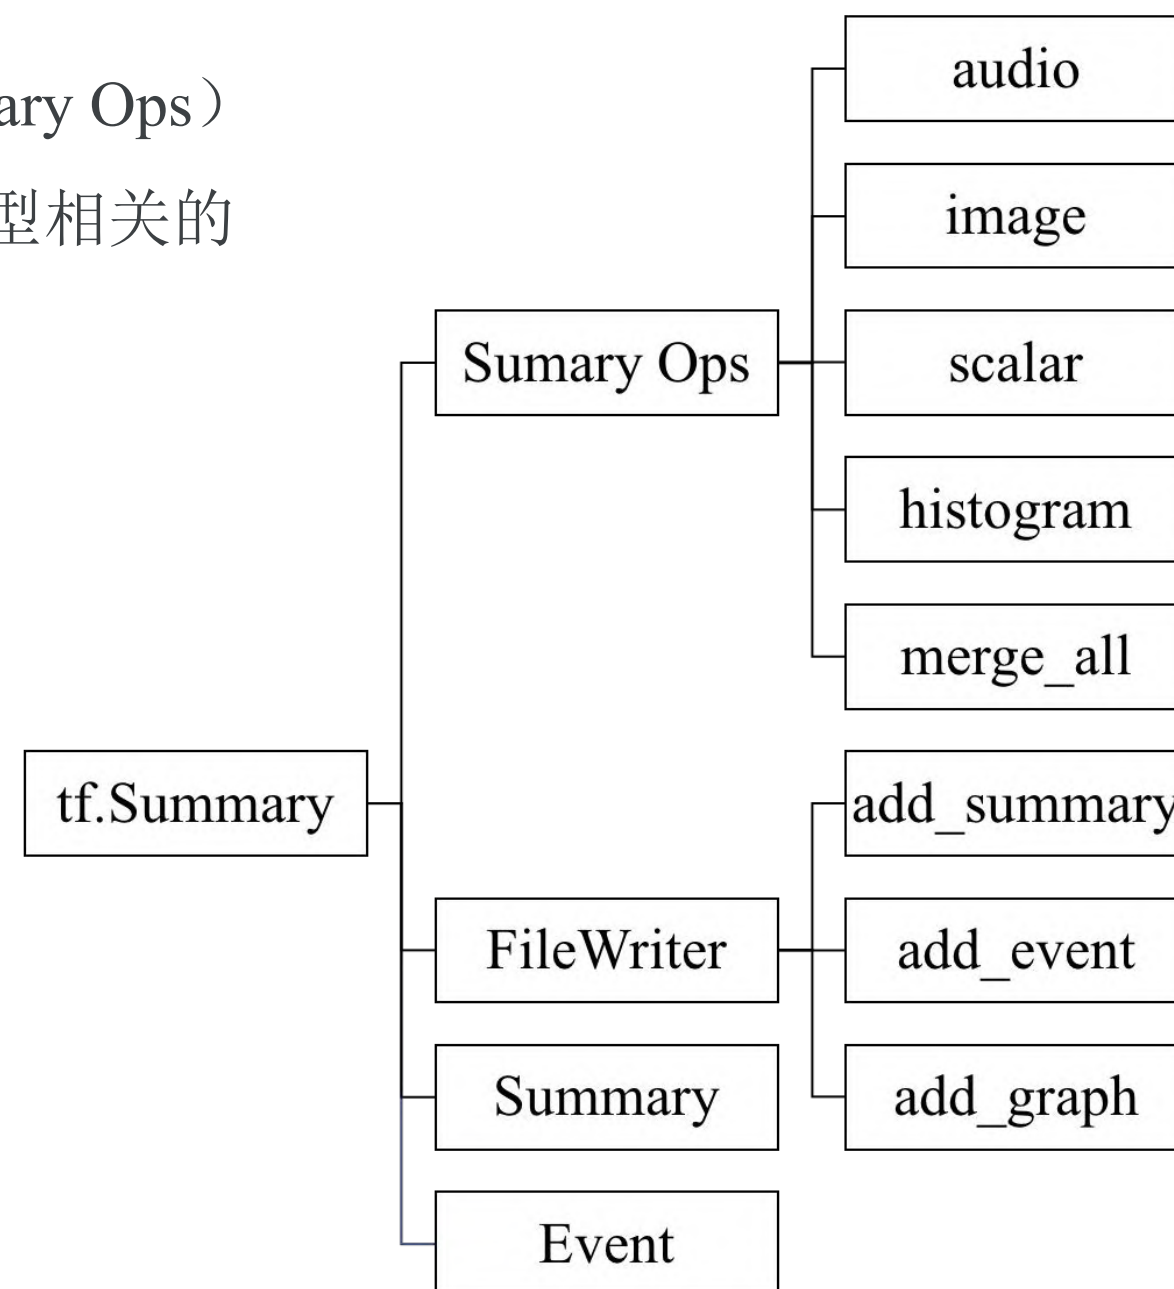 ary Ops）
型相关的
audio
image
Sumary Ops
scalar
histogram
merge_all
tf.Summary
add_summary
FileWriter
add_event
Summary
add_graph
Event